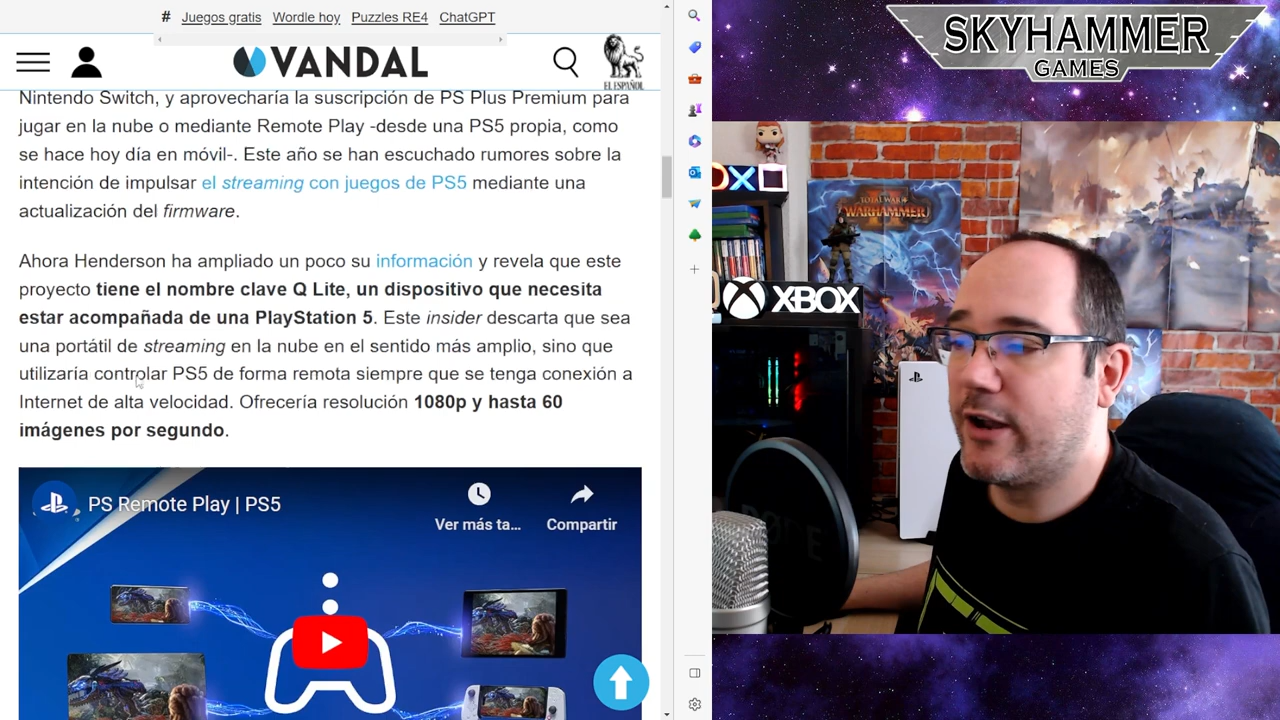 # Juegos gratis Wordle hoy Puzzles RE4 ChatGPT
VANDAL
EL ESPAÑOL
Nintendo Switch, y aprovecharía la suscripción de PS Plus Premium para
jugar en la nube o mediante Remote Play -desde una PS5 propia, como
se hace hoy día en móvil-. Este año se han escuchado rumores sobre la
intención de impulsar el streaming con juegos de PS5 mediante una
actualización del firmware.
Ahora Henderson ha ampliado un poco su información y revela que este
proyecto tiene el nombre clave Q Lite, un dispositivo que necesita
estar acompañada de una PlayStation 5. Este insider descarta que sea
una portátil de streaming en la nube en el sentido más amplio, sino que
utilizaría controlar PS5 de forma remota siempre que se tenga conexión a
Internet de alta velocidad. Ofrecería resolución 1080p y hasta 60
imágenes por segundo.
PS Remote Play | PS5
Ver más ta...
Compartir
SKYHAMMER
GAMES
TOTAL WAR
WARHAMMER
II
XBOX